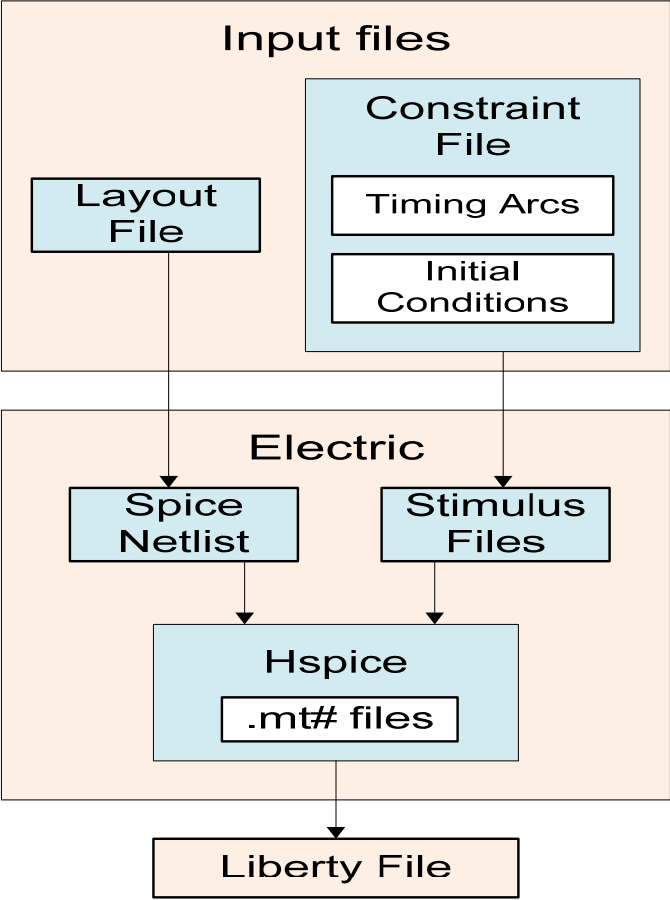 Input files
Constraint
File
Layout
File
Timing Arcs
Initial
Conditions
Electric
Spice
Netlist
Stimulus
Files
Hspice
.mt# files
Liberty File